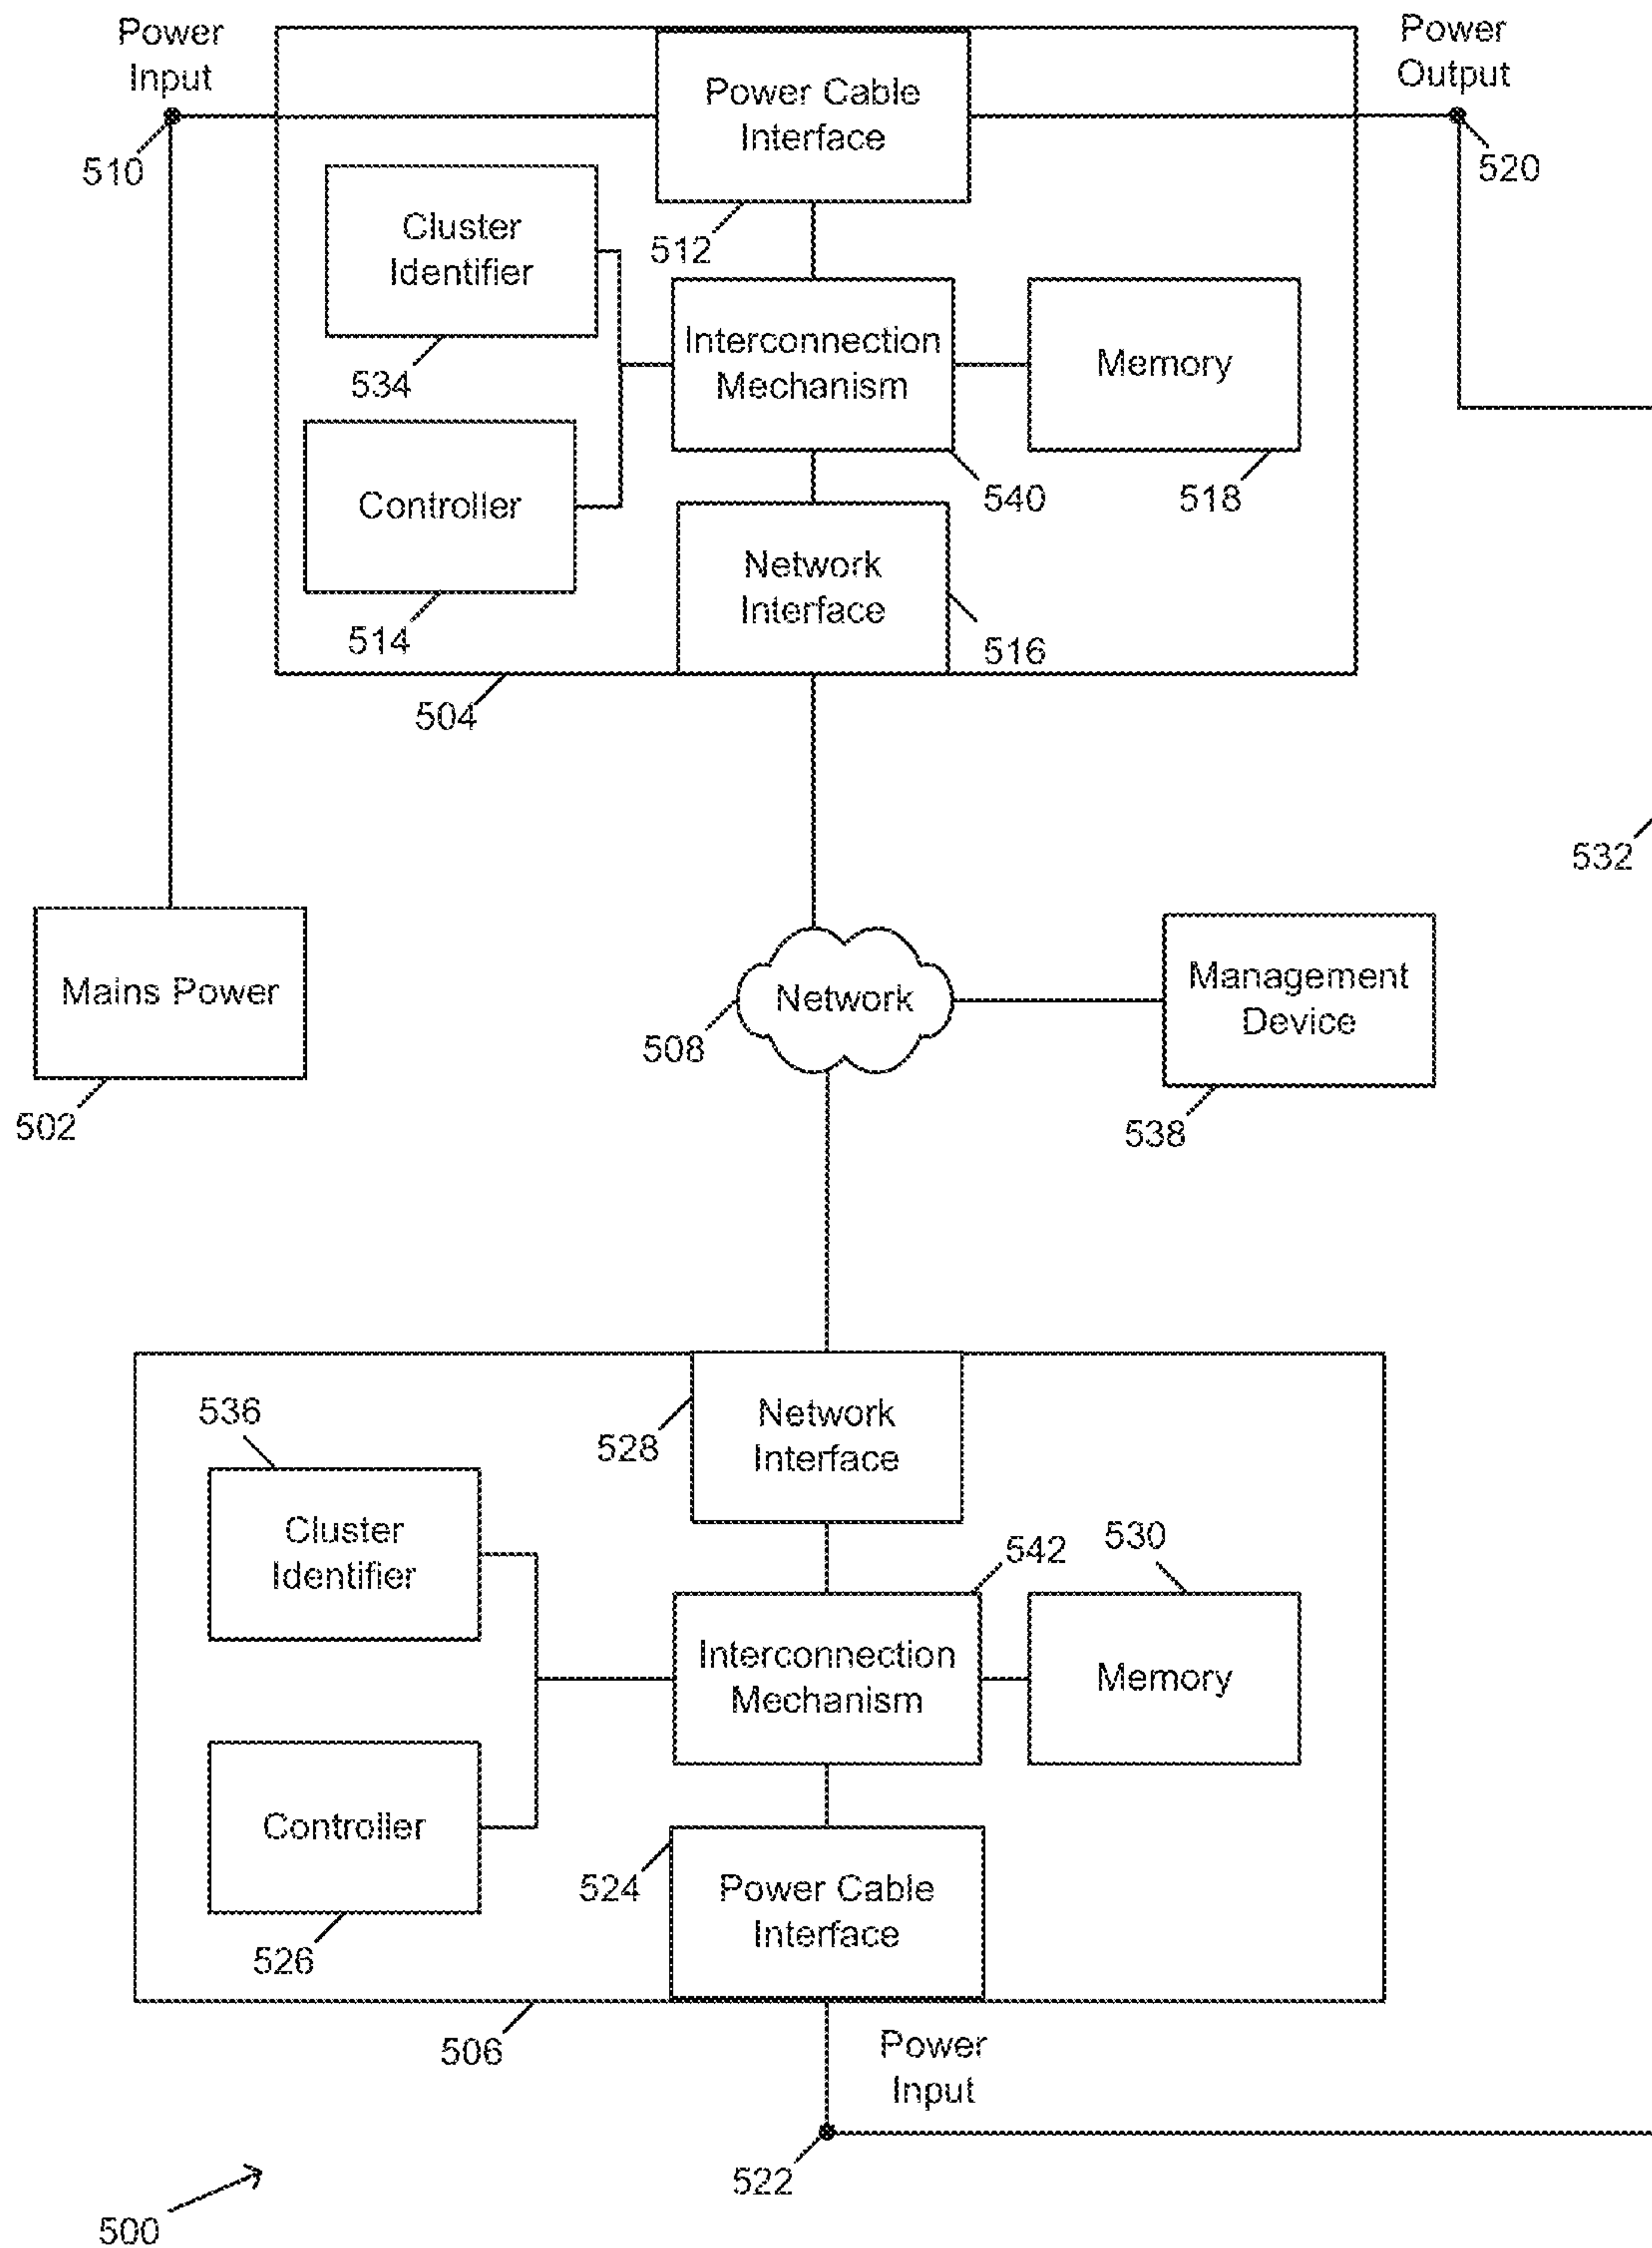 Power
Input
Power
Output
510
520
Power Cable
Interface
512
Cluster
Identifier
534
Interconnection
Mechanism
540
Memory
518
Controller
514
Network
Interface
516
504
532
Mains Power
502
Network
508
Management
Device
538
536
528
Network
Interface
Cluster
Identifier
542
530
Interconnection
Mechanism
Memory
Controller
526
524
Power Cable
Interface
506
Power
Input
522
500